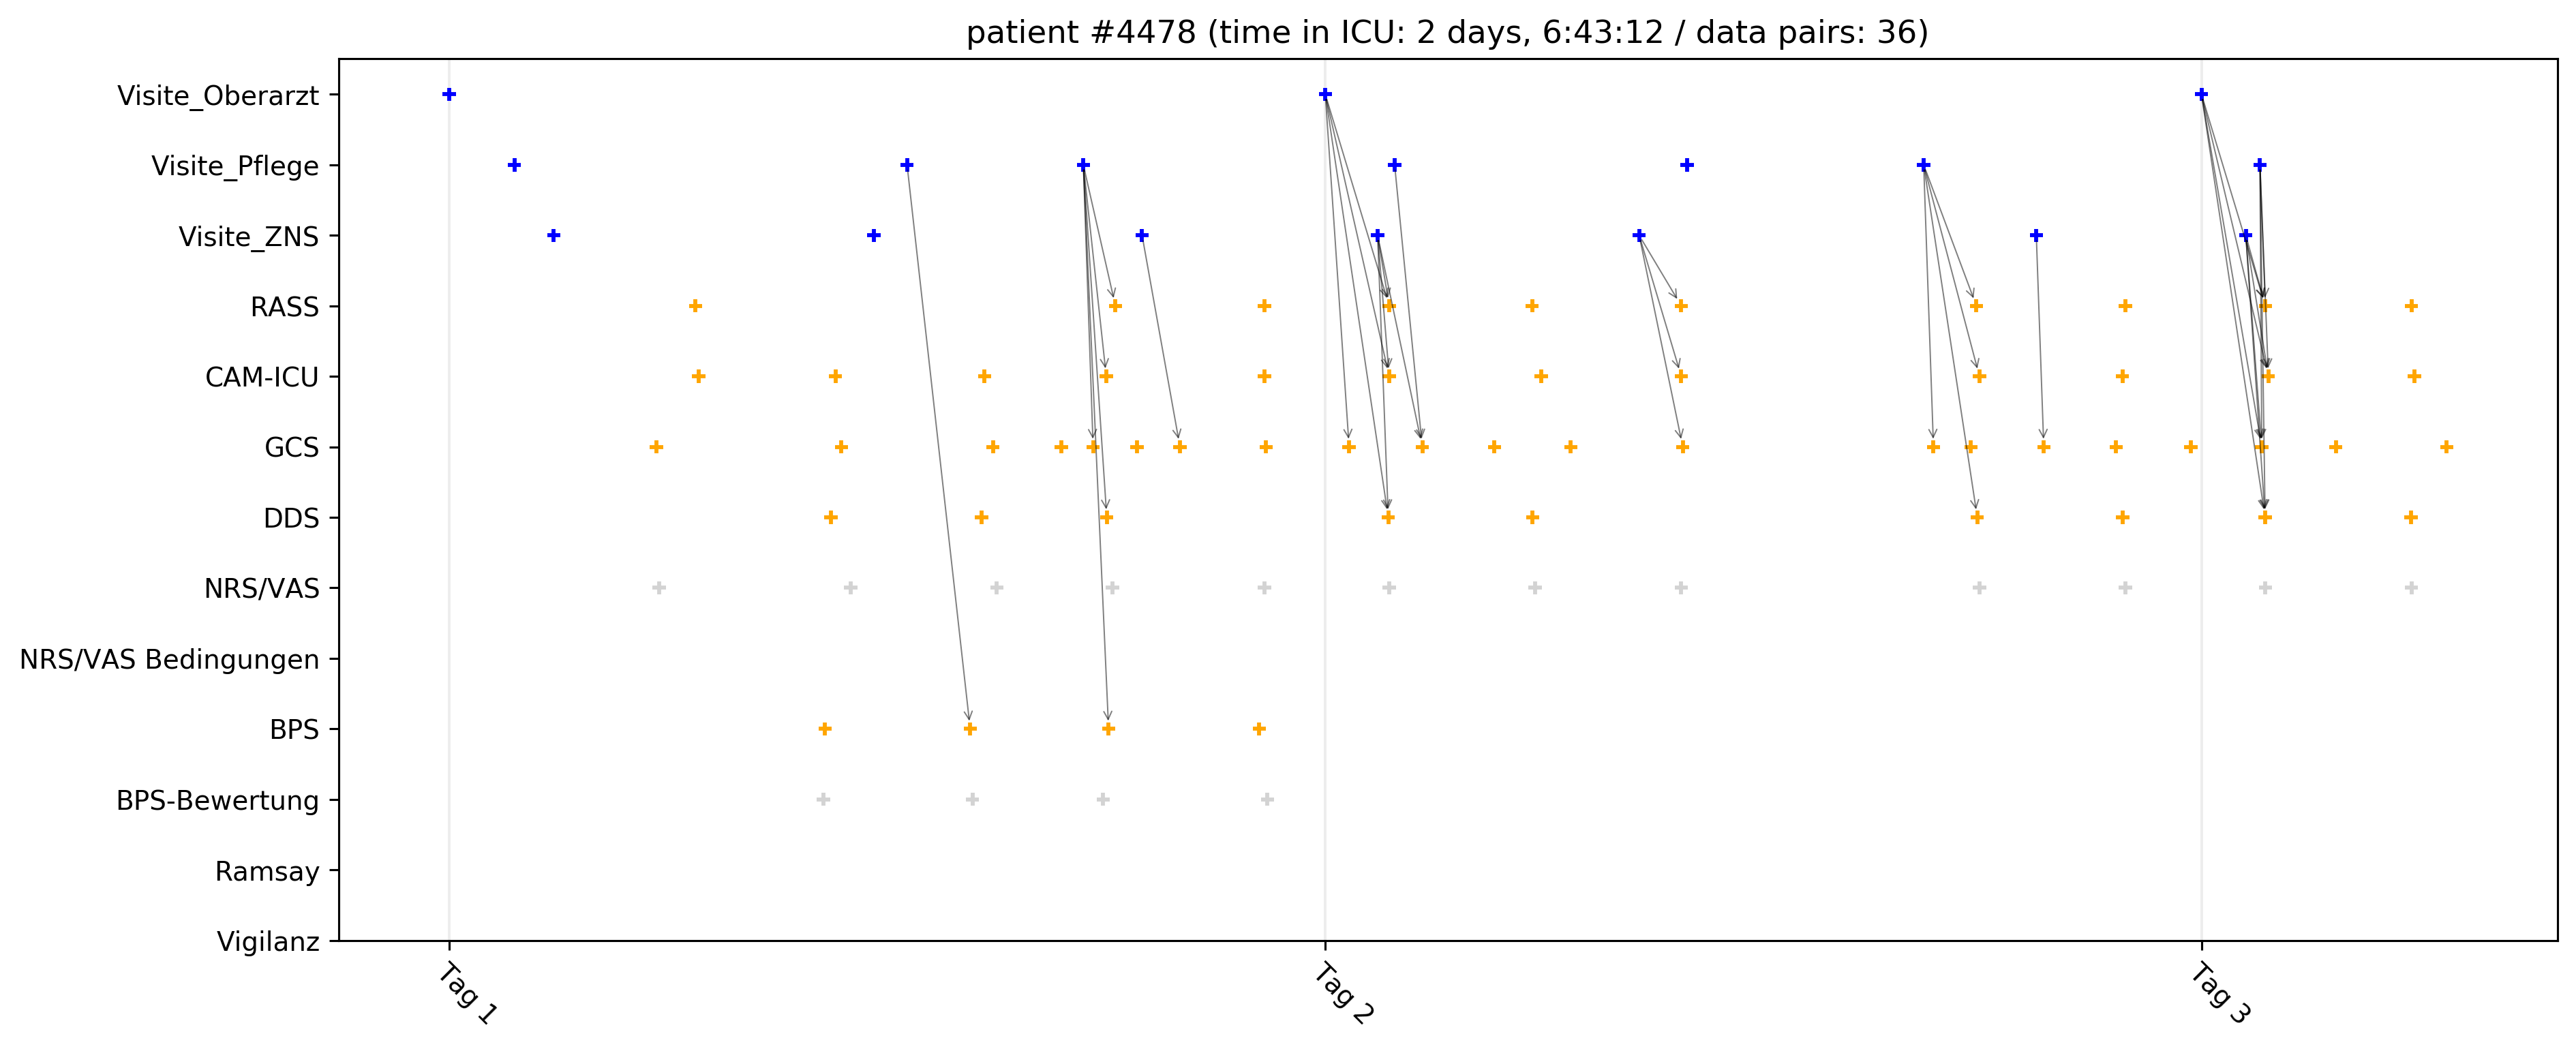 patient #4478 (time in ICU: 2 days, 6:43:12 / data pairs: 36)
Visite_Oberarzt
Visite_Pflege
Visite_ZNS
RASS
CAM-ICU
GCS
DDS
NRS/VAS
NRS/VAS Bedingungen
BPS
BPS-Bewertung
Ramsay
Vigilanz
Tag 1
Tag 2
Tag 3